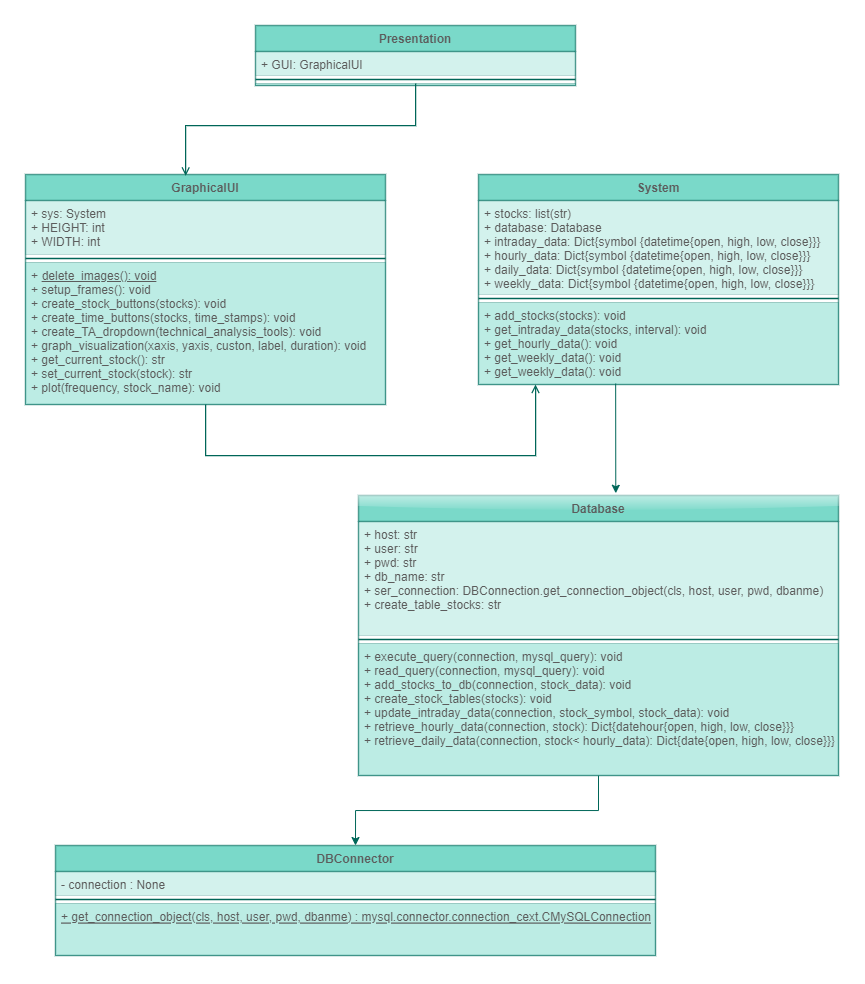 Presentation
+ GUI: GraphicalUI
GraphicalUI
+ sys: System
+ HEIGHT: int
+ WIDTH: int
+ delete_images(): void
+ setup_frames(): void
+ create_stock_buttons(stocks): void
+ create_time_buttons(stocks, time_stamps): void
+ create_TA_dropdown(technical_analysis_tools): void
+ graph_visualization(xaxis, yaxis, custon, label, duration): void
+ get_current_stock(): str
+ set_current_stock(stock): str
+ plot(frequency, stock_name): void
System
+ stocks: list(str)
+ database: Database
+ intraday_data: Dict{symbol {datetime{open, high, low, close}}}
+ hourly_data: Dict{symbol {datetime{open, high, low, close}}}
+ daily_data: Dict{symbol {datetime{open, high, low, close}}}
+ weekly_data: Dict{symbol {datetime{open, high, low, close}}}
+ add_stocks(stocks): void
+ get_intraday_data(stocks, interval): void
+ get_hourly_data(): void
+ get_weekly_data(): void
+ get_weekly_data(): void
Database
+ host: str
+ user: str
+ pwd: str
+ db_name: str
+ ser_connection: DBConnection.get_connection_object(cls, host, user, pwd, dbanme)
+ create_table_stocks: str
+ execute_query(connection, mysql_query): void
+ read_query(connection, mysql_query): void
+ add_stocks_to_db(connection, stock_data): void
+ create_stock_tables(stocks): void
+ update_intraday_data(connection, stock_symbol, stock_data): void
+ retrieve_hourly_data(connection, stock): Dict{datehour{open, high, low, close}}}
+ retrieve_daily_data(connection, stock< hourly_data): Dict{date{open, high, low, close}}}
DBConnector
- connection : None
+ get_connection_object(cls, host, user, pwd, dbanme) : mysql.connector.connection_cext.CMySQLConnection